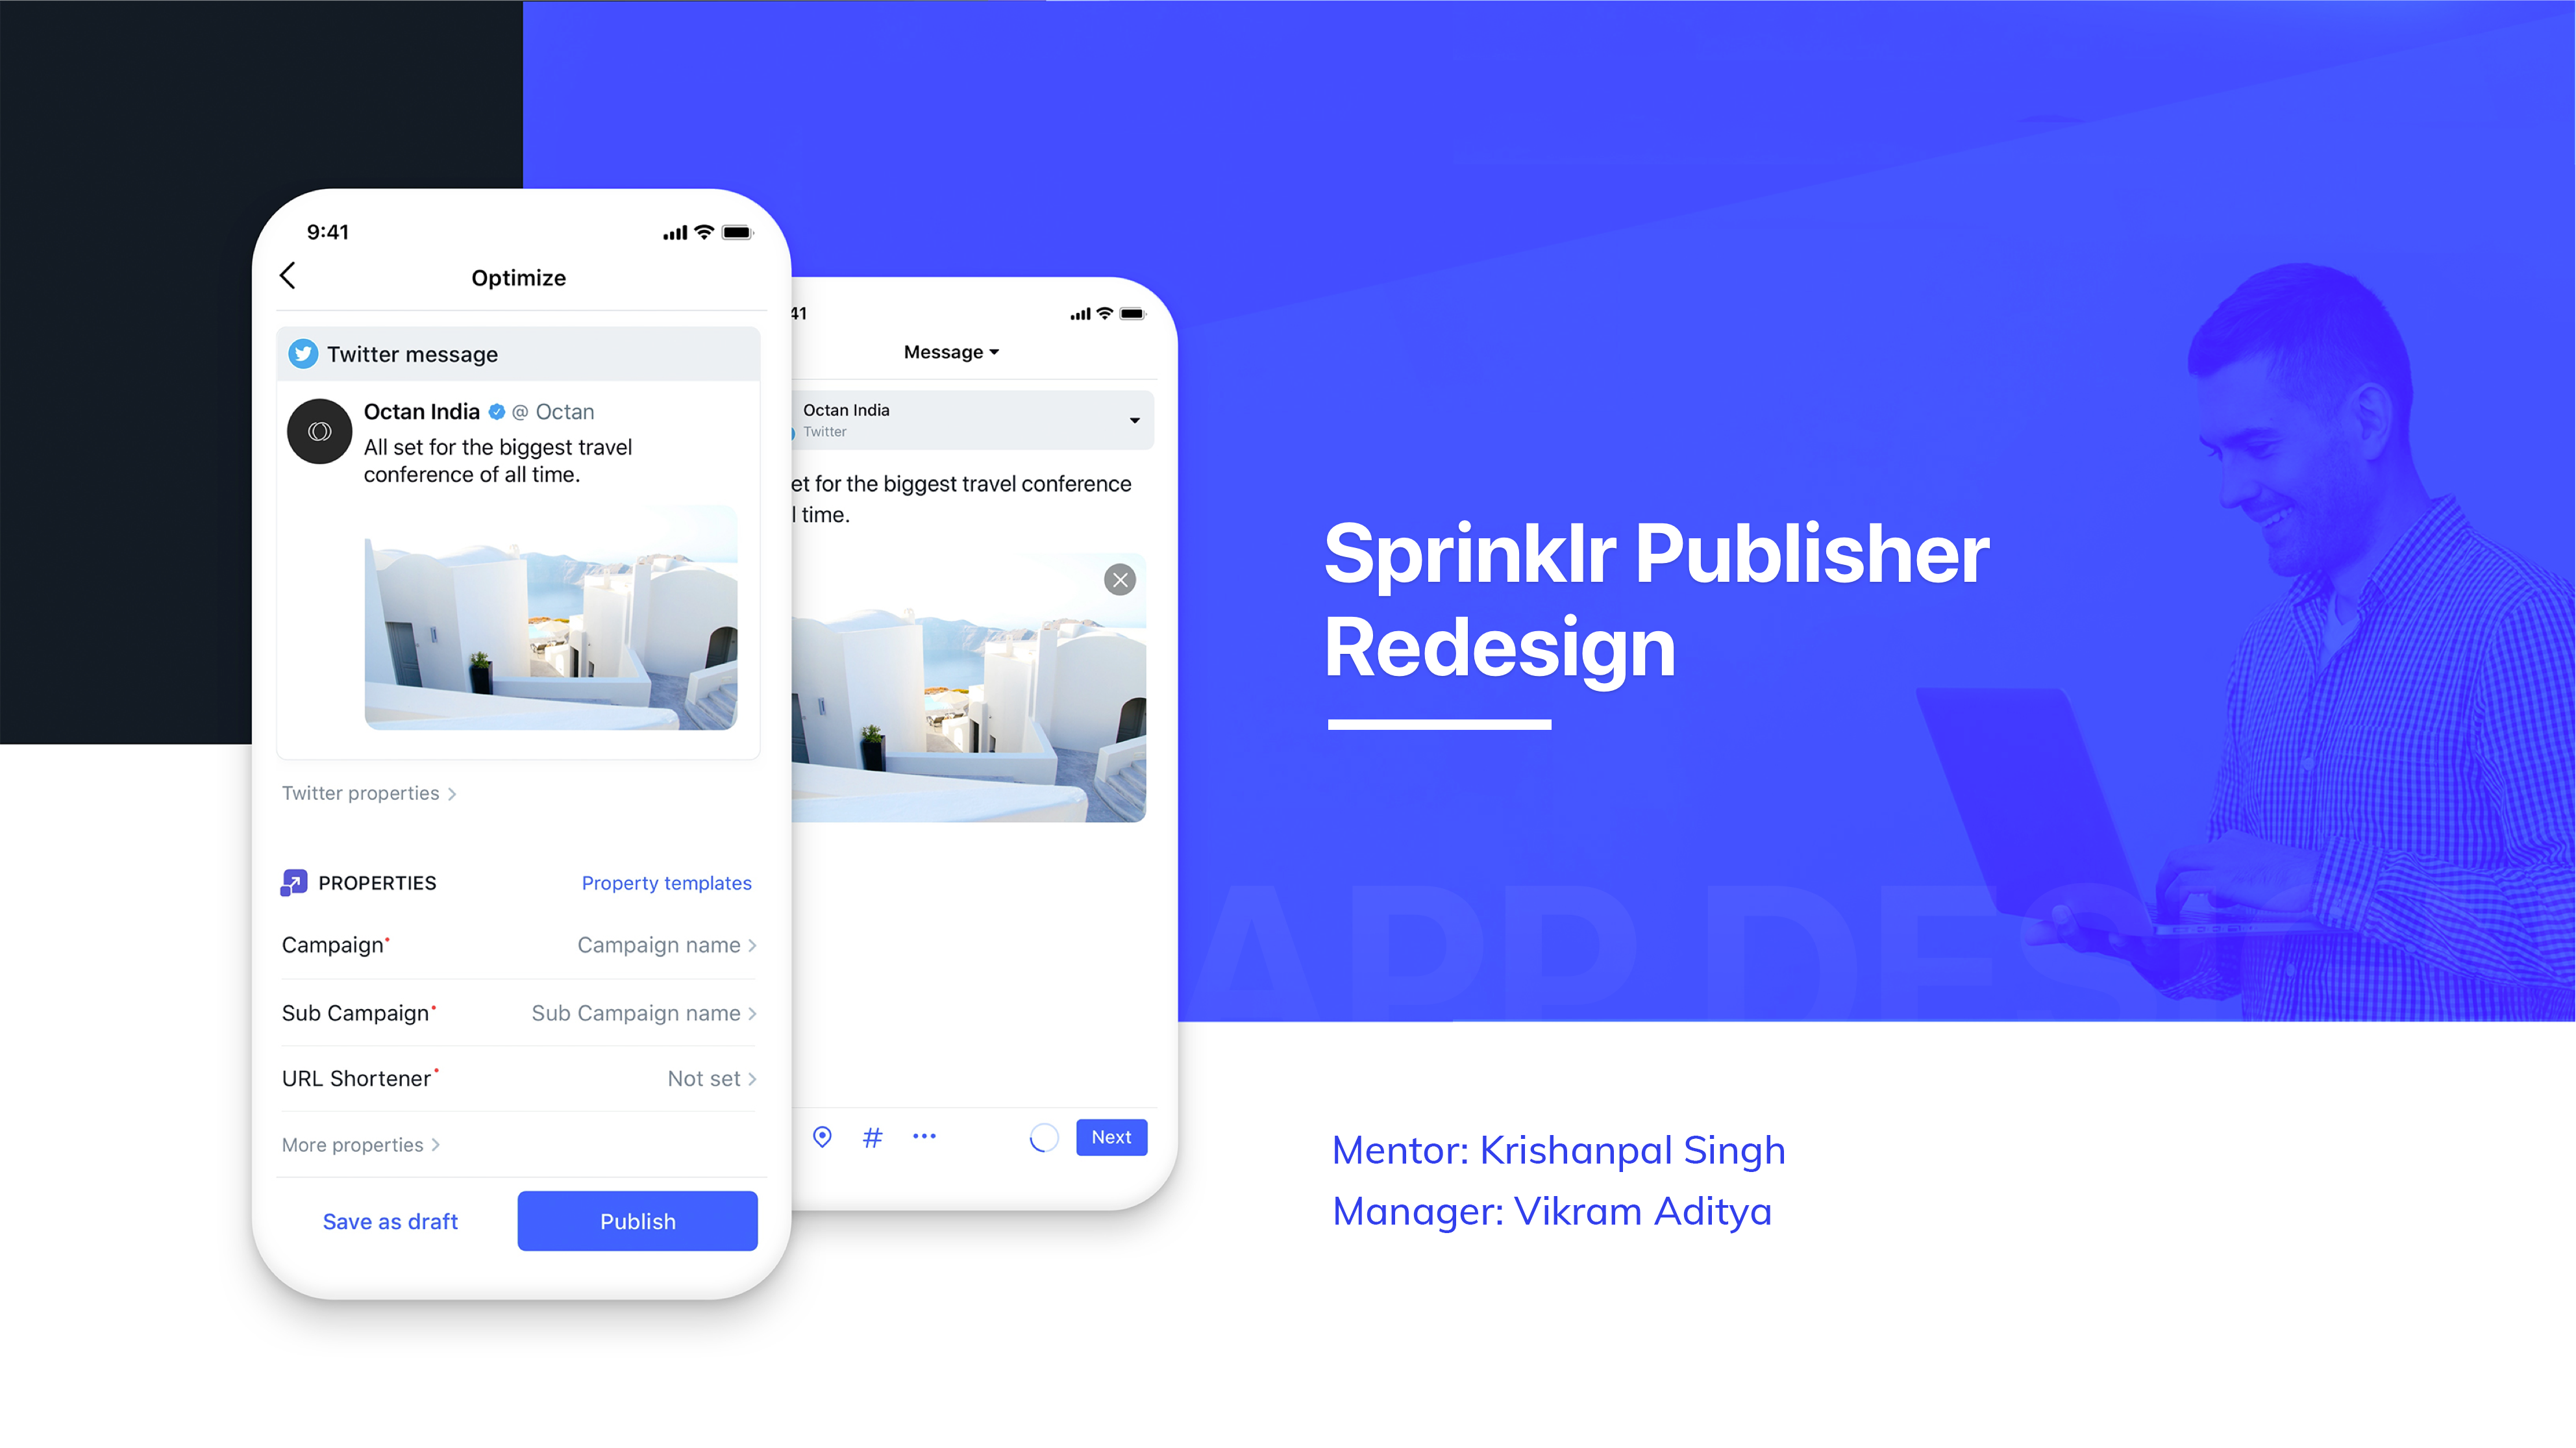 9:41
Optimize
Twitter message
Octan India @ Octan
All set for the biggest travel
conference of all time.
Twitter properties
PROPERTIES Property templates
Campaign* Campaign name
Sub Campaign* Sub Campaign name
URL Shortener* Not set
More properties
Save as draft Publish
41
Message
Octan India
Twitter
et for the biggest travel conference
l time.
# ... Next
Sprinklr Publisher
Redesign
APP DESI
Mentor: Krishanpal Singh
Manager: Vikram Aditya